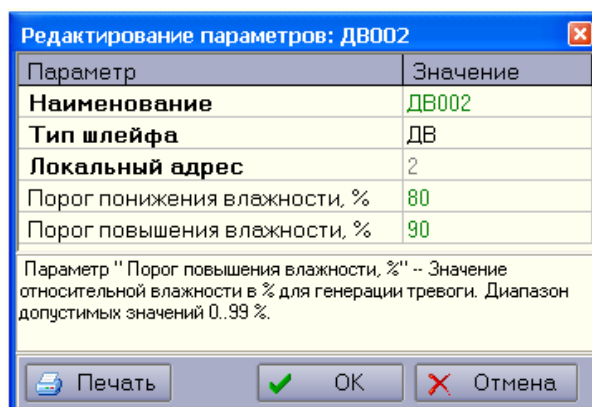 Редактирование параметров: ДВ002
Параметр Значение
Наименование ДВ002
Тип шлейфа ДВ
Локальный адрес 2
Порог понижения влажности, % 80
Порог повышения влажности, % 90
Параметр " Порог повышения влажности, %" -- Значение
относительной влажности в % для генерации тревоги. Диапазон
допустимых значений 0..99 %.
Печать OK Отмена